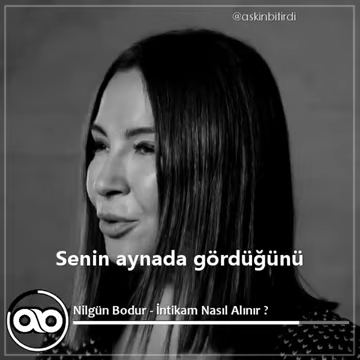 @askinbitirdi
Senin aynada gördüğünü
Nilgün Bodur - İntikam Nasıl Alınır ?